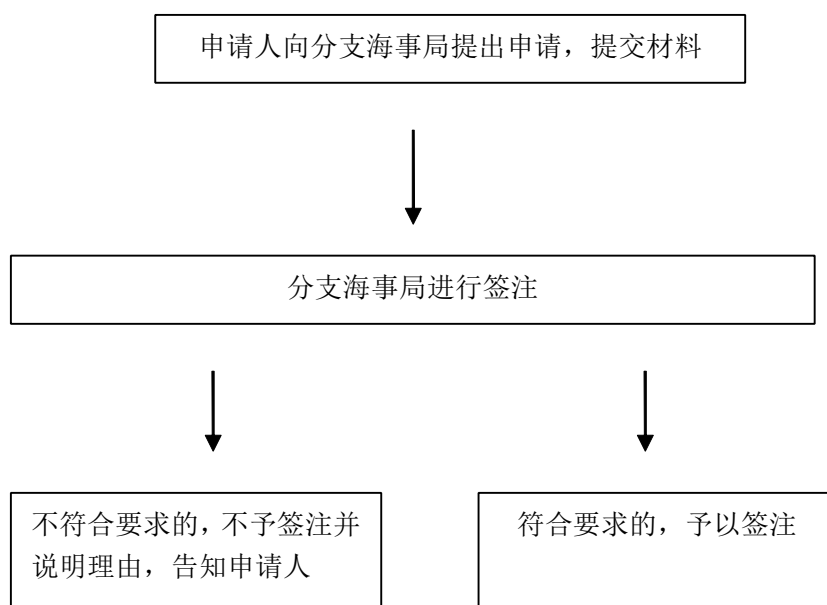 申请人向分支海事局提出申请，提交材料
分支海事局进行签注
不符合要求的，不予签注并
说明理由，告知申请人
符合要求的，予以签注